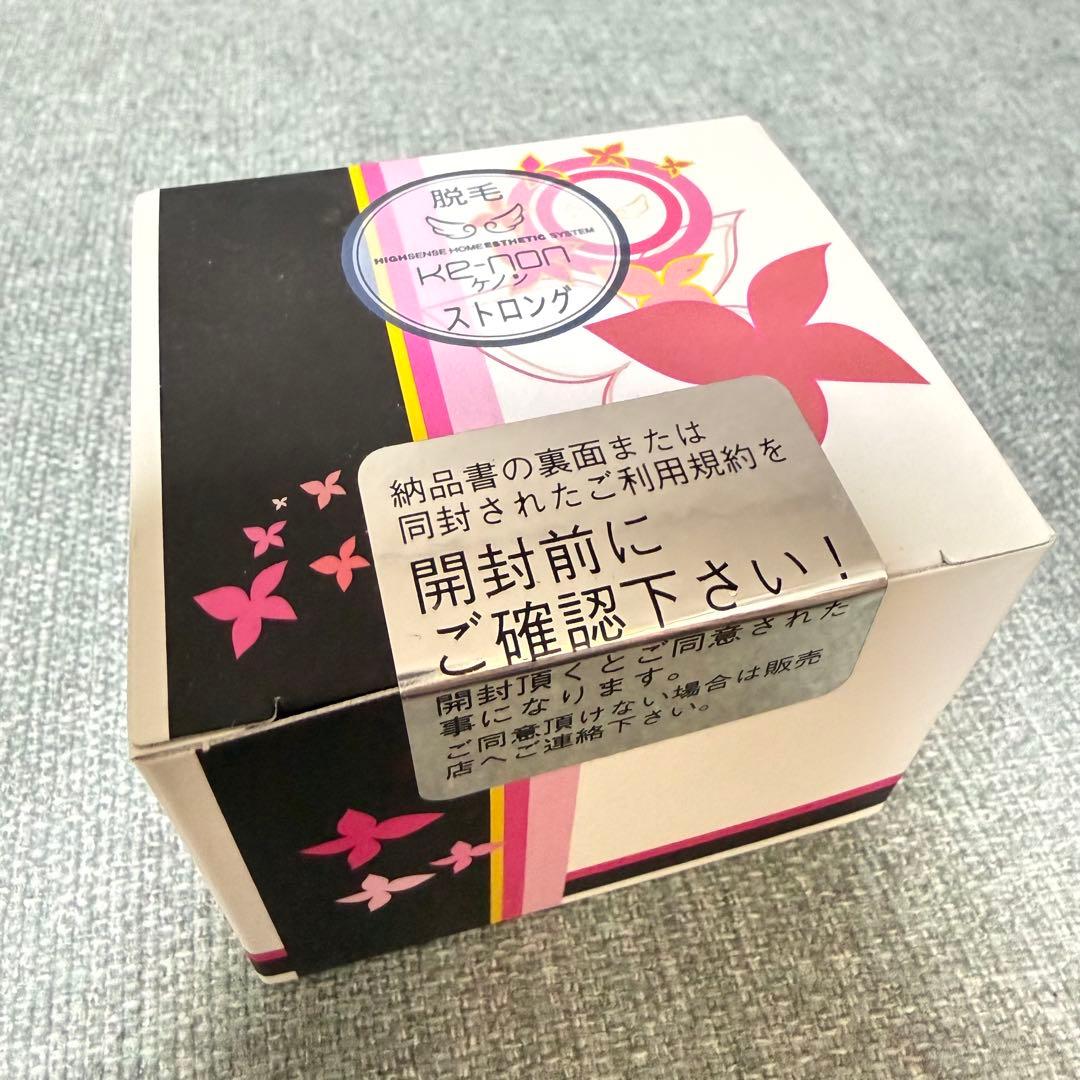 脱毛
HIGHSENSE HOME ESTHETIC SYSTEM
Ke-non
ケノン
ストロング
納品書の裏面または
同封されたご利用規約を
開封前に
ご確認下さい！
開封頂くとご同意された
事になります。
ご同意頂けない場合は販売
店へご連絡下さい。